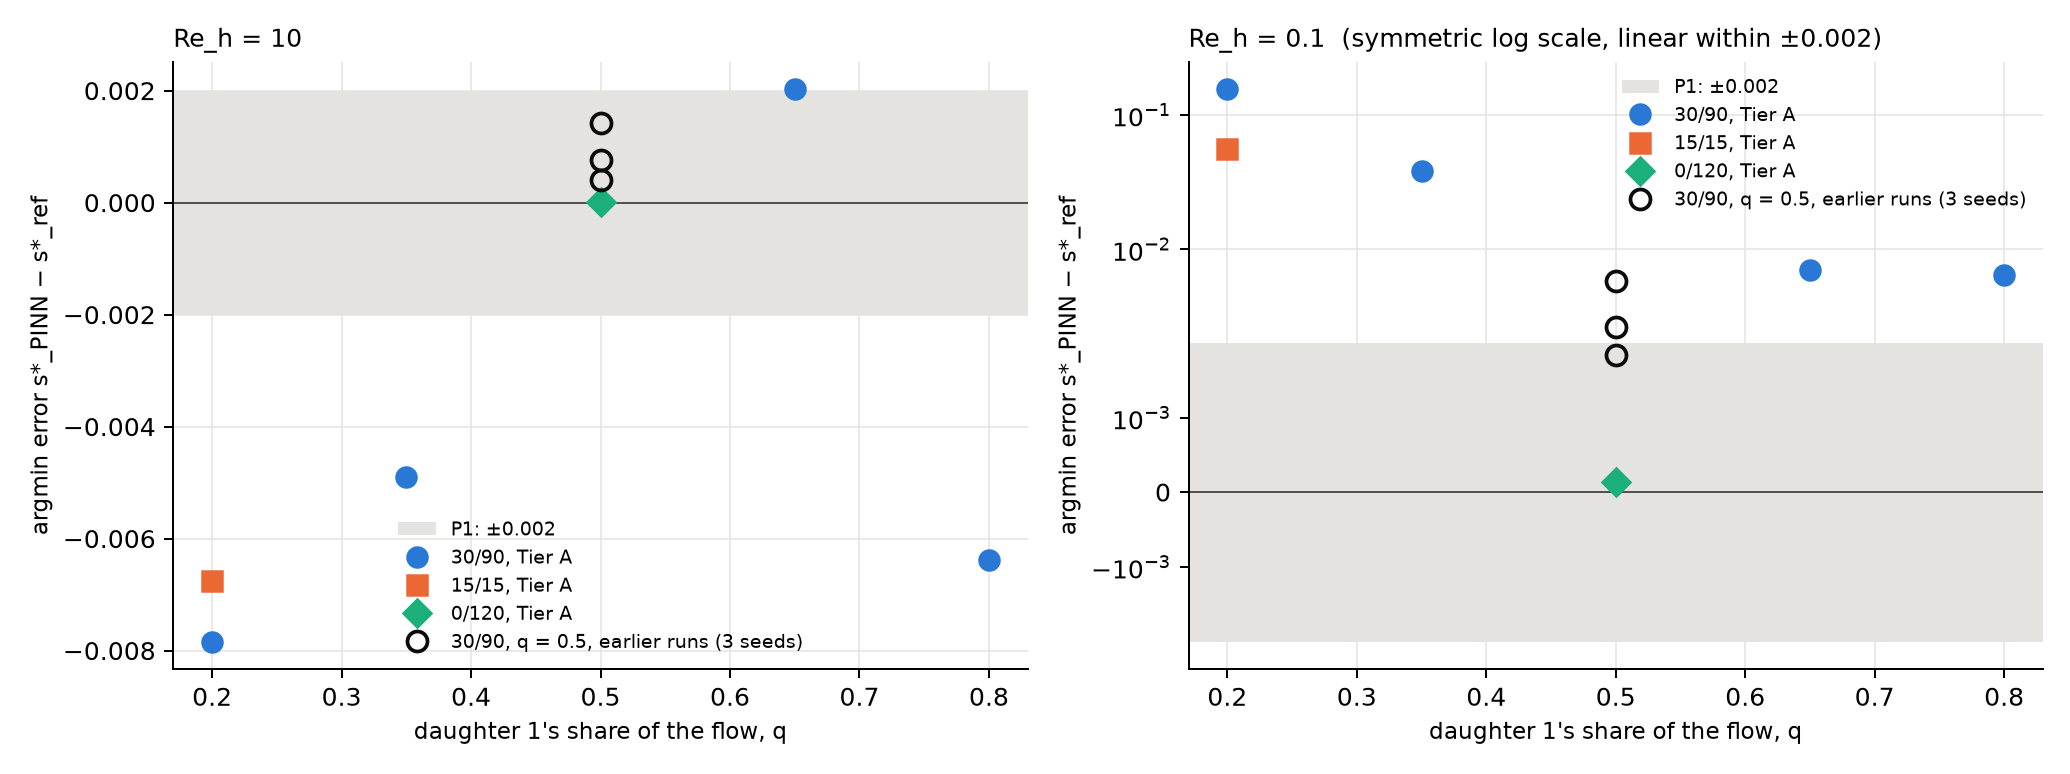 Re_h = 10
argmin error s*_PINN − s*_ref
0.002
0.000
−0.002
−0.004
−0.006
−0.008
P1: ±0.002
30/90, Tier A
15/15, Tier A
0/120, Tier A
30/90, q = 0.5, earlier runs (3 seeds)
0.2 0.3 0.4 0.5 0.6 0.7 0.8
daughter 1's share of the flow, q
Re_h = 0.1 (symmetric log scale, linear within ±0.002)
argmin error s*_PINN − s*_ref
10⁻¹
10⁻²
10⁻³
0
−10⁻³
P1: ±0.002
30/90, Tier A
15/15, Tier A
0/120, Tier A
30/90, q = 0.5, earlier runs (3 seeds)
0.2 0.3 0.4 0.5 0.6 0.7 0.8
daughter 1's share of the flow, q